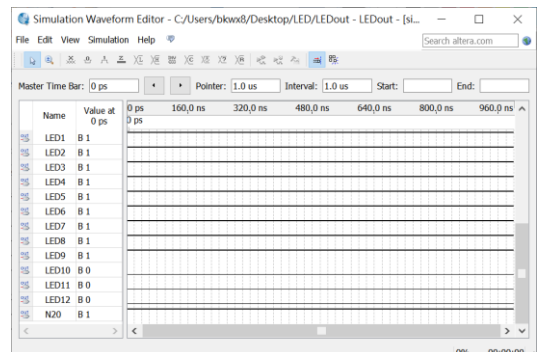 Simulation Waveform Editor - C:/Users/bkwx8/Desktop/LED/LEDout - LEDout - [si...
File Edit View Simulation Help Search altera.com
Master Time Bar: 0 ps Pointer: 1.0 us Interval: 1.0 us Start: End:
Name Value at 0 ps
0 ps 160,0 ns 320,0 ns 480,0 ns 640,0 ns 800,0 ns 960.0 ns
0 ps
LED1 B 1
LED2 B 1
LED3 B 1
LED4 B 1
LED5 B 1
LED6 B 1
LED7 B 1
LED8 B 1
LED9 B 1
LED10 B 0
LED11 B 0
LED12 B 0
N20 B 1
0% 00:00:00